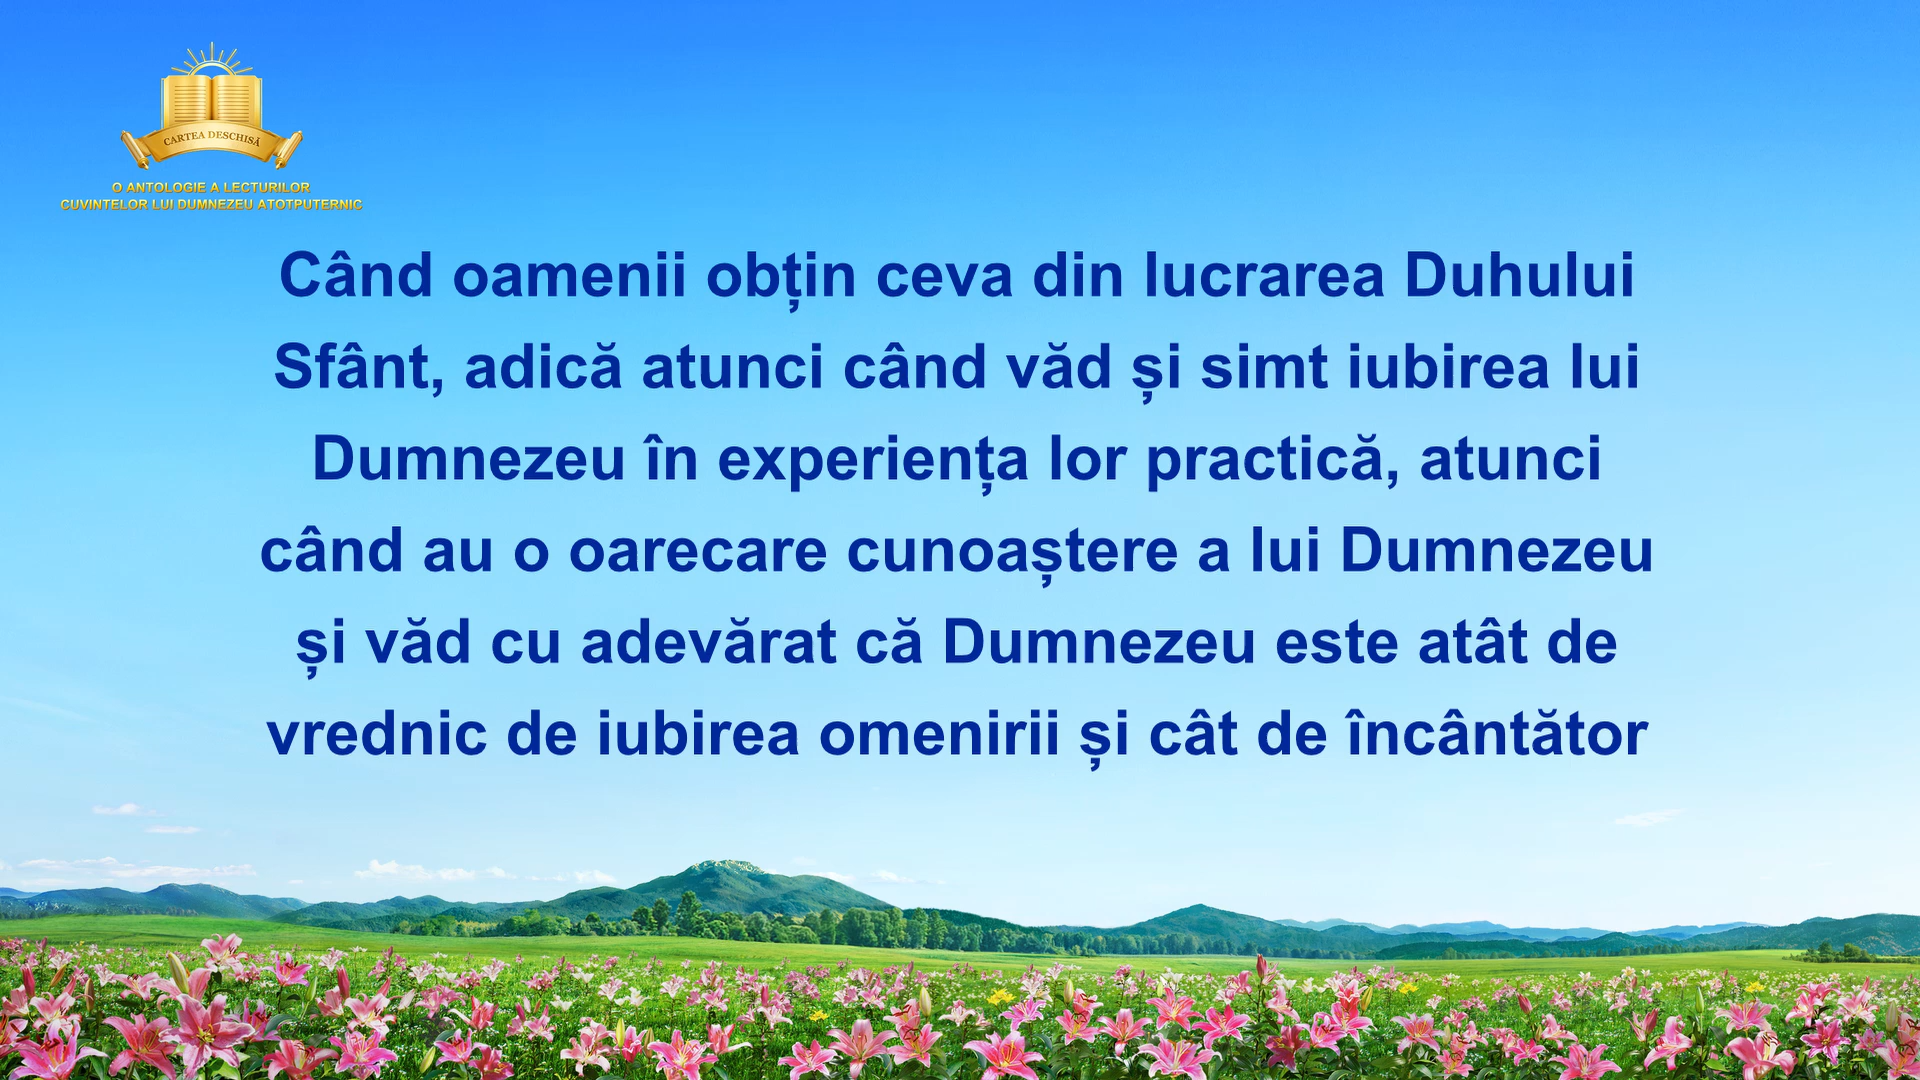 CARTEA DESCHISĂ
O ANTOLOGIE A LECTURILOR
CUVINTELOR LUI DUMNEZEU ATOTPUTERNIC
Când oamenii obțin ceva din lucrarea Duhului
Sfânt, adică atunci când văd și simt iubirea lui
Dumnezeu în experiența lor practică, atunci
când au o oarecare cunoaștere a lui Dumnezeu
și văd cu adevărat că Dumnezeu este atât de
vrednic de iubirea omenirii și cât de încântător